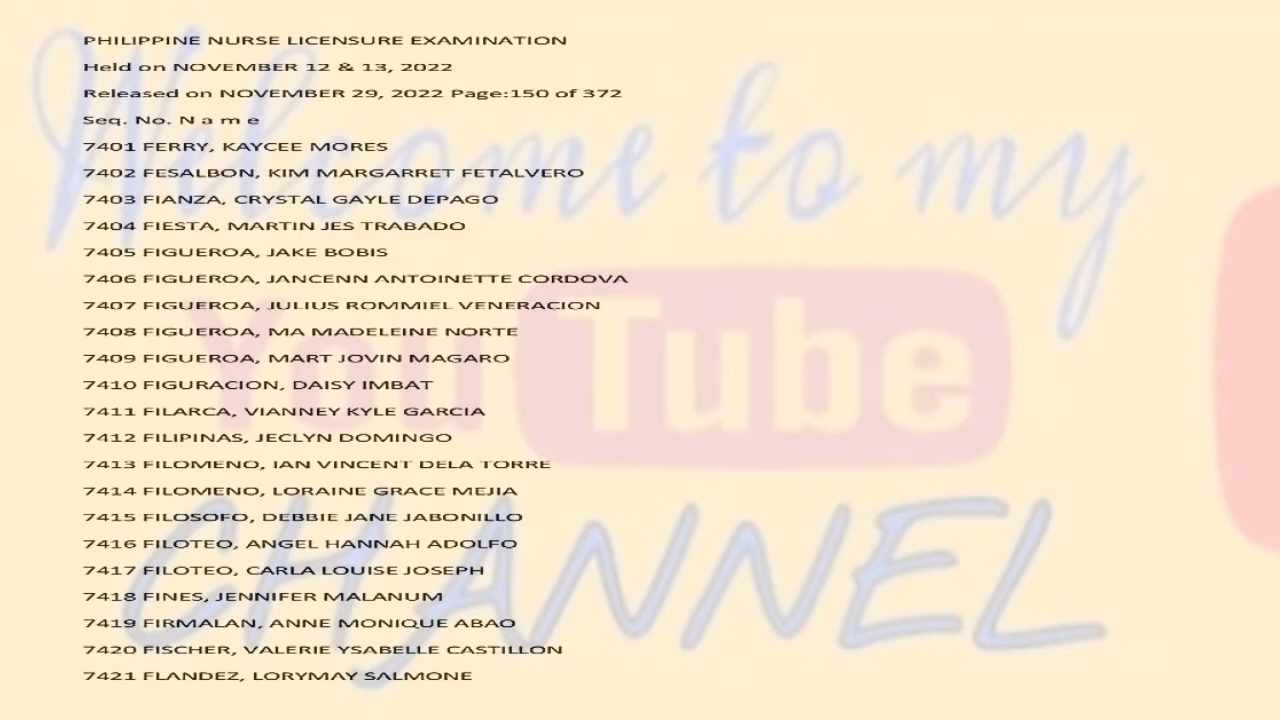 PHILIPPINE NURSE LICENSURE EXAMINATION
Held on NOVEMBER 12 & 13, 2022
Released on NOVEMBER 29, 2022 Page:150 of 372
Seq. No. N a m e
7401 FERRY, KAYCEE MORES
7402 FESALBON, KIM MARGARRET FETALVERO
7403 FIANZA, CRYSTAL GAYLE DEPAGO
7404 FIESTA, MARTIN JES TRABADO
7405 FIGUEROA, JAKE BOBIS
7406 FIGUEROA, JANCENN ANTOINETTE CORDOVA
7407 FIGUEROA, JULIUS ROMMIEL VENERACION
7408 FIGUEROA, MA MADELEINE NORTE
7409 FIGUEROA, MART JOVIN MAGARO
7410 FIGURACION, DAISY IMBAT
7411 FILARCA, VIANNEY KYLE GARCIA
7412 FILIPINAS, JECLYN DOMINGO
7413 FILOMENO, IAN VINCENT DELA TORRE
7414 FILOMENO, LORAINE GRACE MEJIA
7415 FILOSOFO, DEBBIE JANE JABONILLO
7416 FILOTEO, ANGEL HANNAH ADOLFO
7417 FILOTEO, CARLA LOUISE JOSEPH
7418 FINES, JENNIFER MALANUM
7419 FIRMALAN, ANNE MONIQUE ABAO
7420 FISCHER, VALERIE YSABELLE CASTILLON
7421 FLANDEZ, LORYMAY SALMONE
Welcome to my
YouTube
CHANNEL